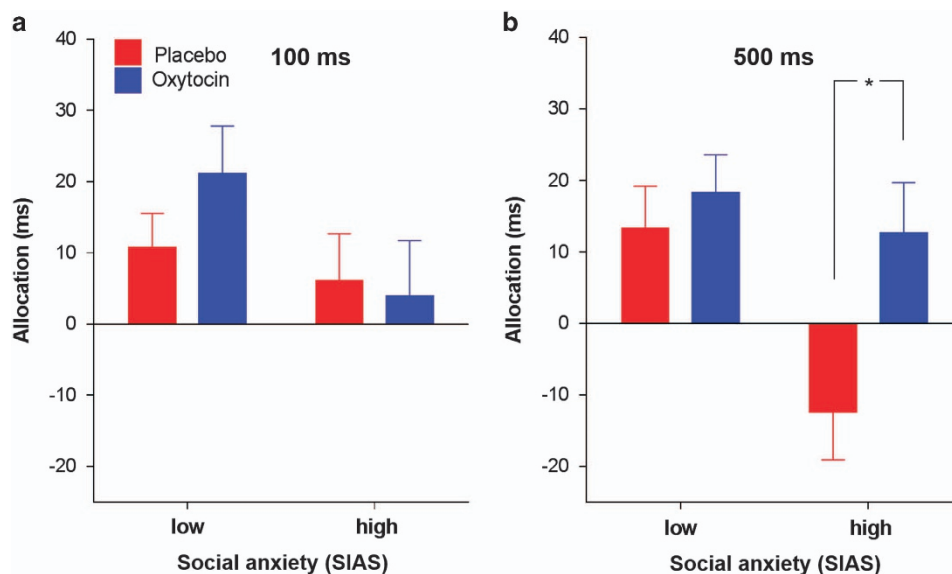 a
40
30
20
10
0
-10
-20
Allocation (ms)
Placebo
Oxytocin
100 ms
low
high
Social anxiety (SIAS)
b
40
30
20
10
0
-10
-20
Allocation (ms)
500 ms
*
low
high
Social anxiety (SIAS)